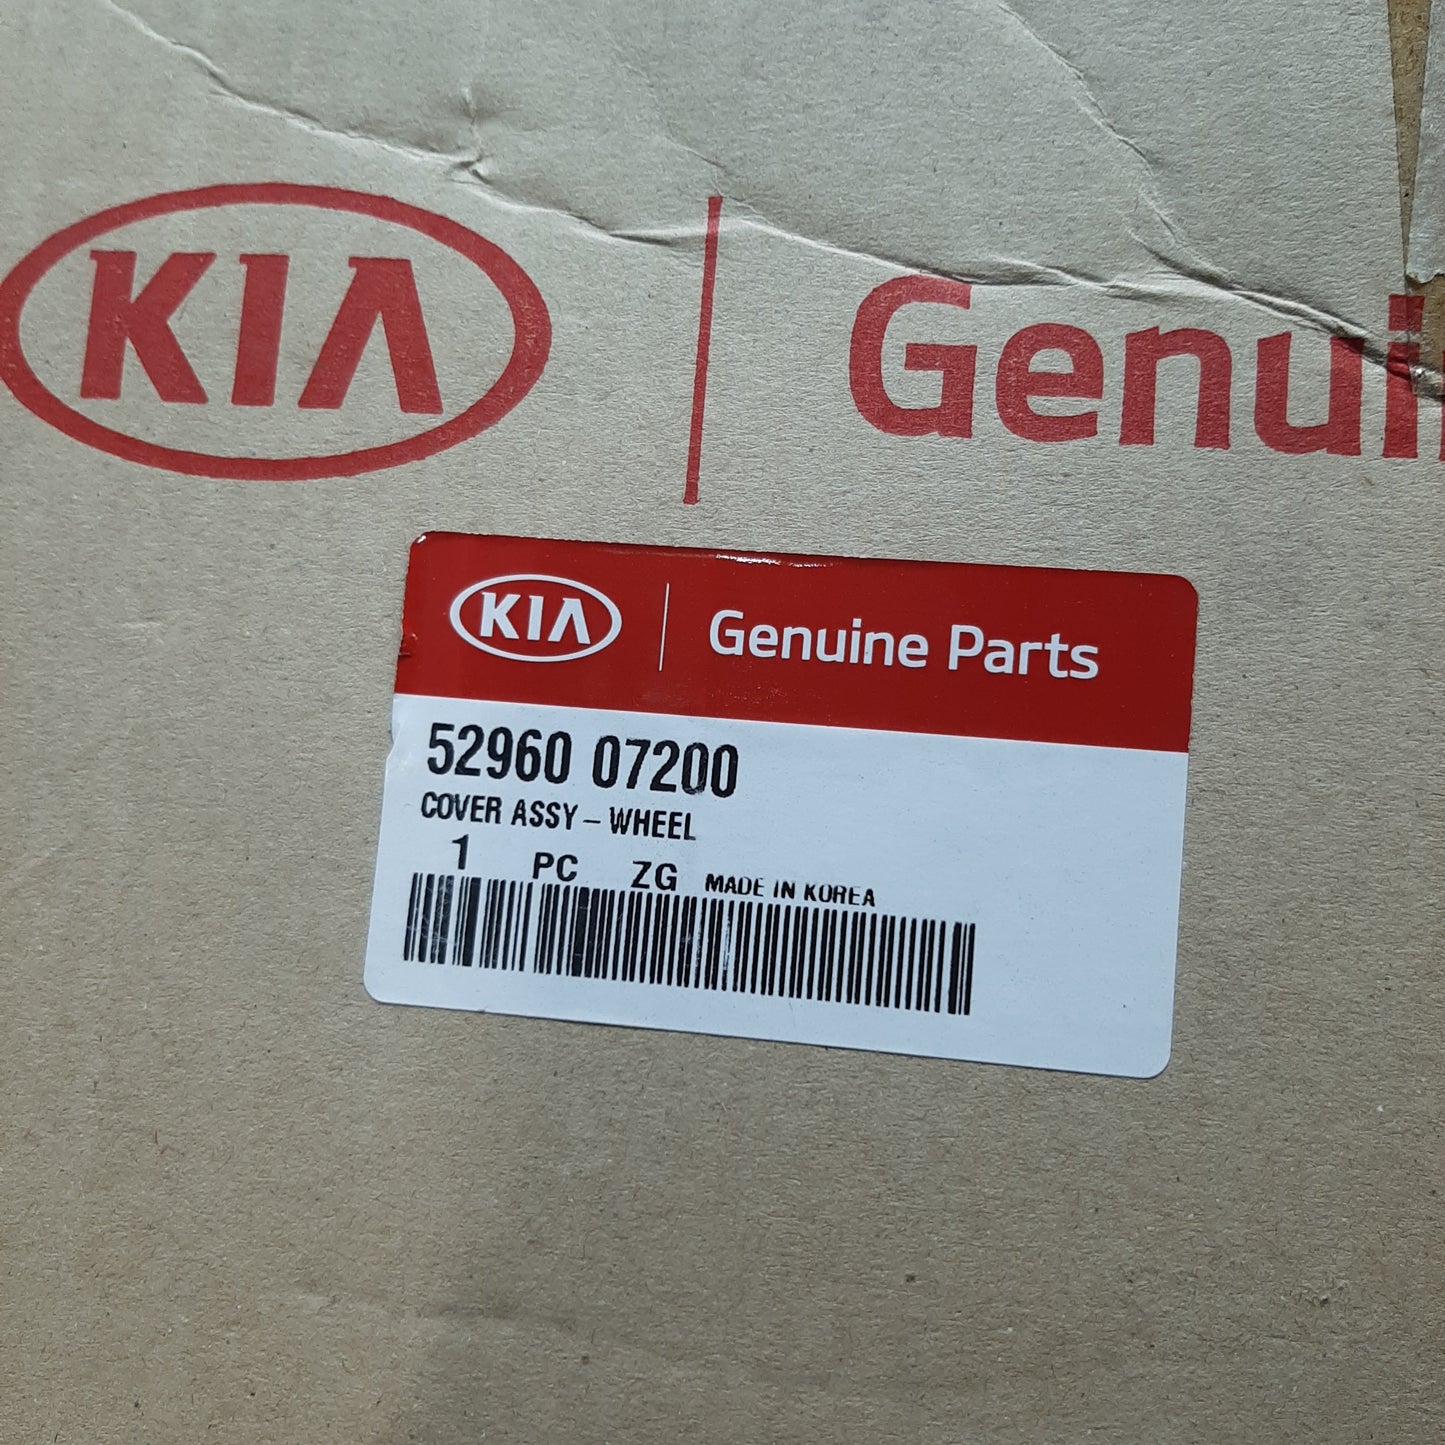 KIA | Genui
KIA | Genuine Parts
52960 07200
COVER ASSY - WHEEL
1 PC ZG MADE IN KOREA